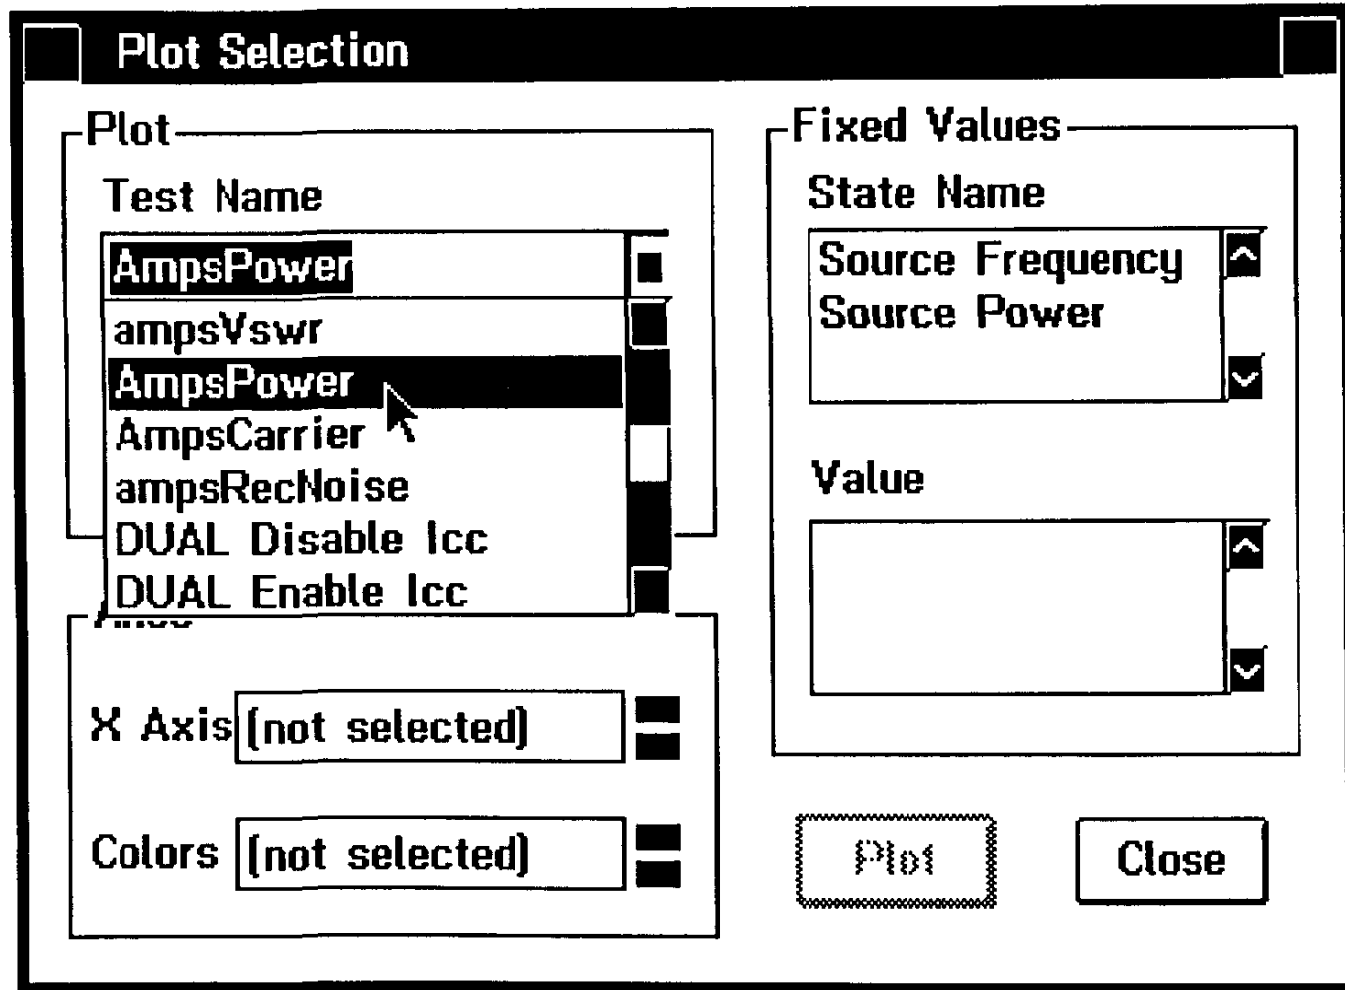 Plot Selection
Plot
Test Name
AmpsPower
ampsVswr
AmpsPower
AmpsCarrier
ampsRecNoise
DUAL Disable Icc
DUAL Enable Icc
X Axis (not selected)
Colors (not selected)
Fixed Values
State Name
Source Frequency
Source Power
Value
Plot
Close